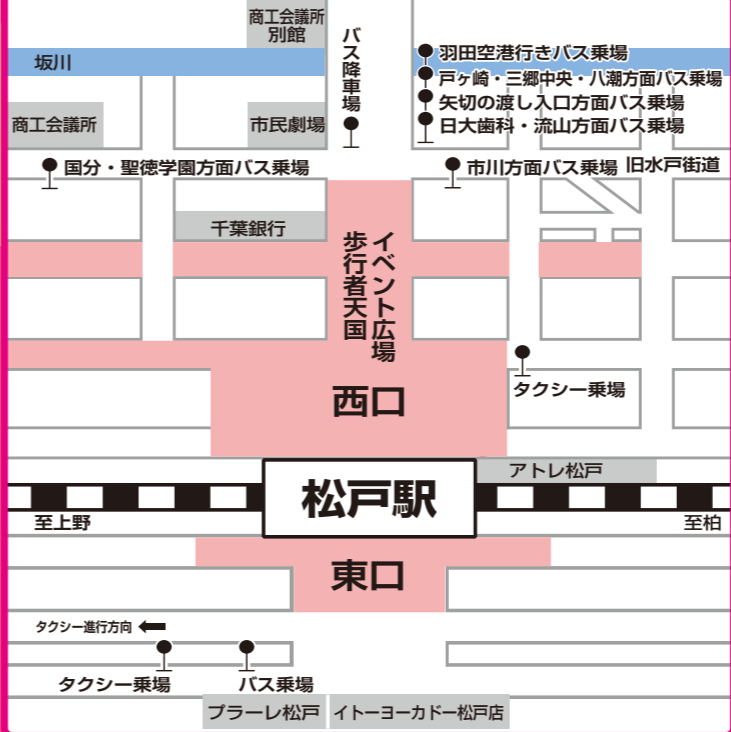 商工会議所
別館
バス降車場
羽田空港行きバス乗場
坂川
戸ヶ崎・三郷中央・八潮方面バス乗場
矢切の渡し入口方面バス乗場
商工会議所
市民劇場
日大歯科・流山方面バス乗場
国分・聖徳学園方面バス乗場
市川方面バス乗場
旧水戸街道
千葉銀行
イベント広場
歩行者天国
タクシー乗場
西口
アトレ松戸
松戸駅
至上野
至柏
東口
タクシー進行方向
タクシー乗場
バス乗場
プラーレ松戸
イトーヨーカドー松戸店